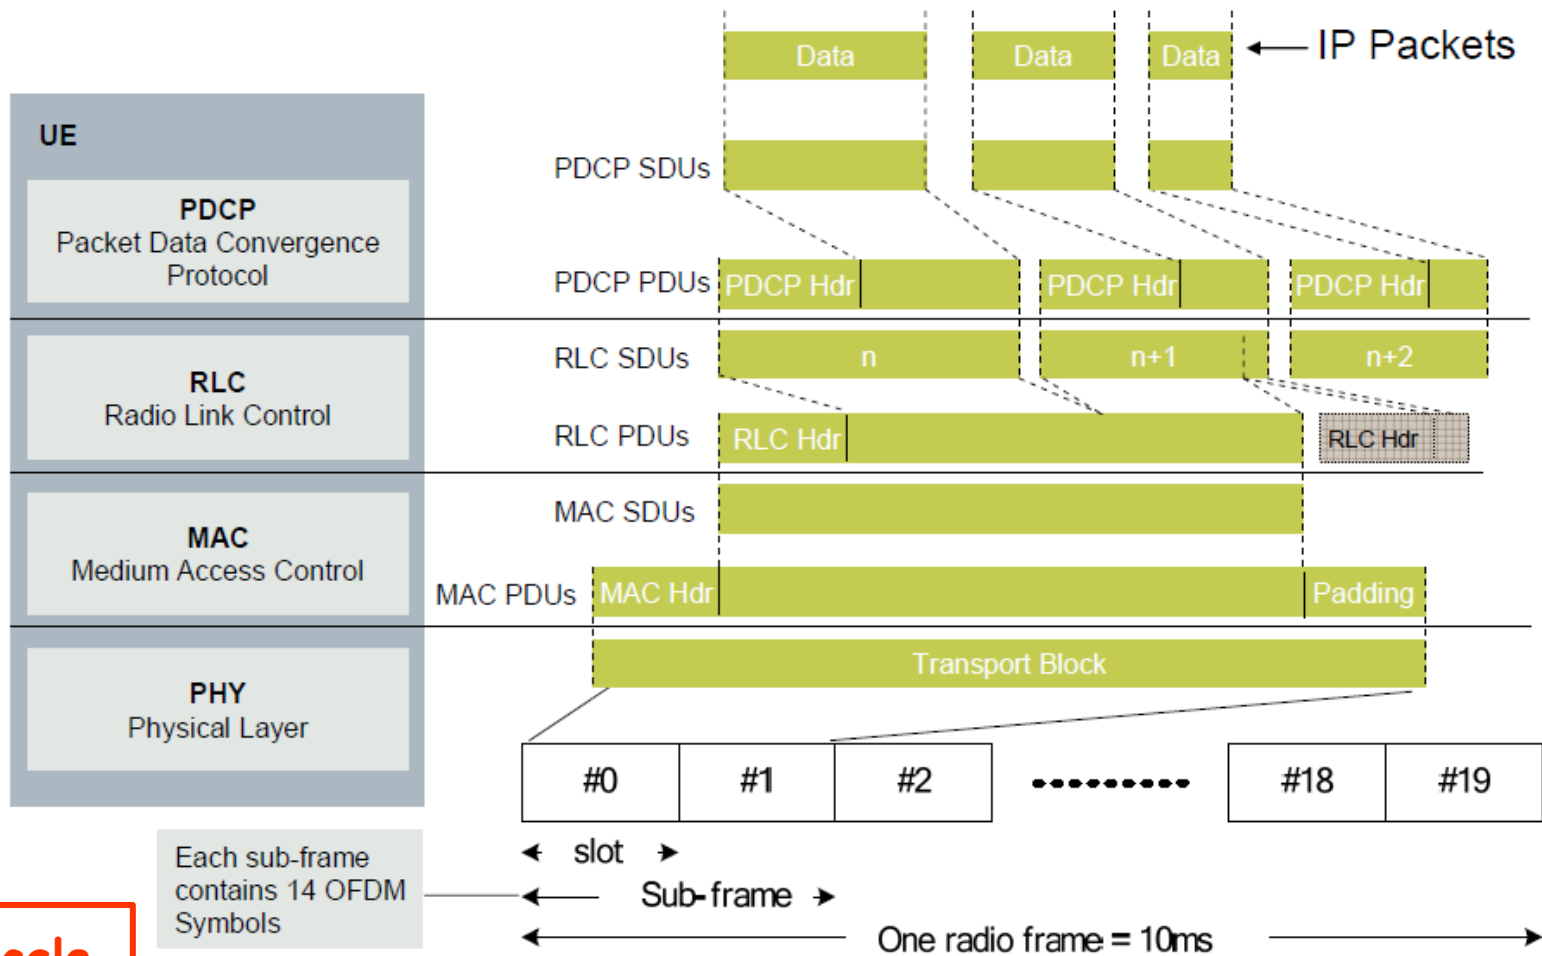 Data
Data
Data
IP Packets
UE
PDCP SDUs
PDCP
Packet Data Convergence
Protocol
PDCP PDUs
PDCP Hdr
PDCP Hdr
PDCP Hdr
RLC SDUs
n
n+1
n+2
RLC
Radio Link Control
RLC PDUs
RLC Hdr
RLC Hdr
MAC SDUs
MAC
Medium Access Control
MAC PDUs
MAC Hdr
Padding
Transport Block
PHY
Physical Layer
#0
#1
#2
#18
#19
Each sub-frame
contains 14 OFDM
Symbols
slot
Sub-frame
One radio frame = 10ms